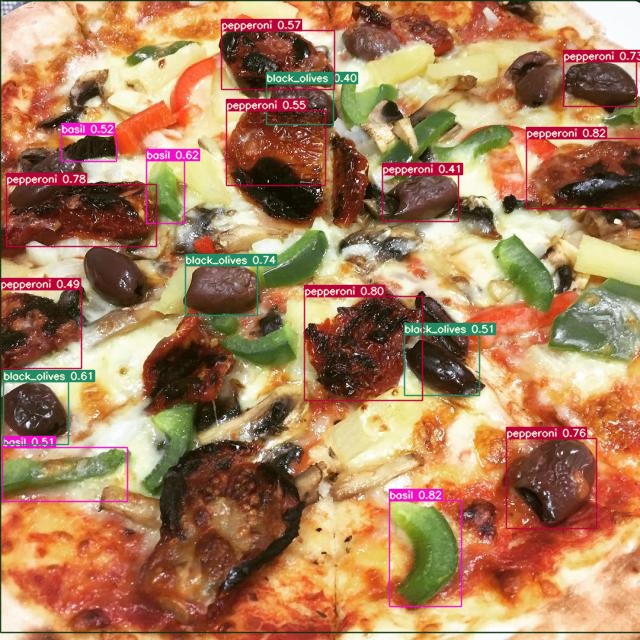 pepperoni 0.57
pepperoni 0.73
black_olives 0.40
pepperoni 0.55
basil 0.52
pepperoni 0.82
basil 0.62
pepperoni 0.41
pepperoni 0.78
black_olives 0.74
pepperoni 0.49
pepperoni 0.80
black_olives 0.51
black_olives 0.61
pepperoni 0.76
basil 0.51
basil 0.82